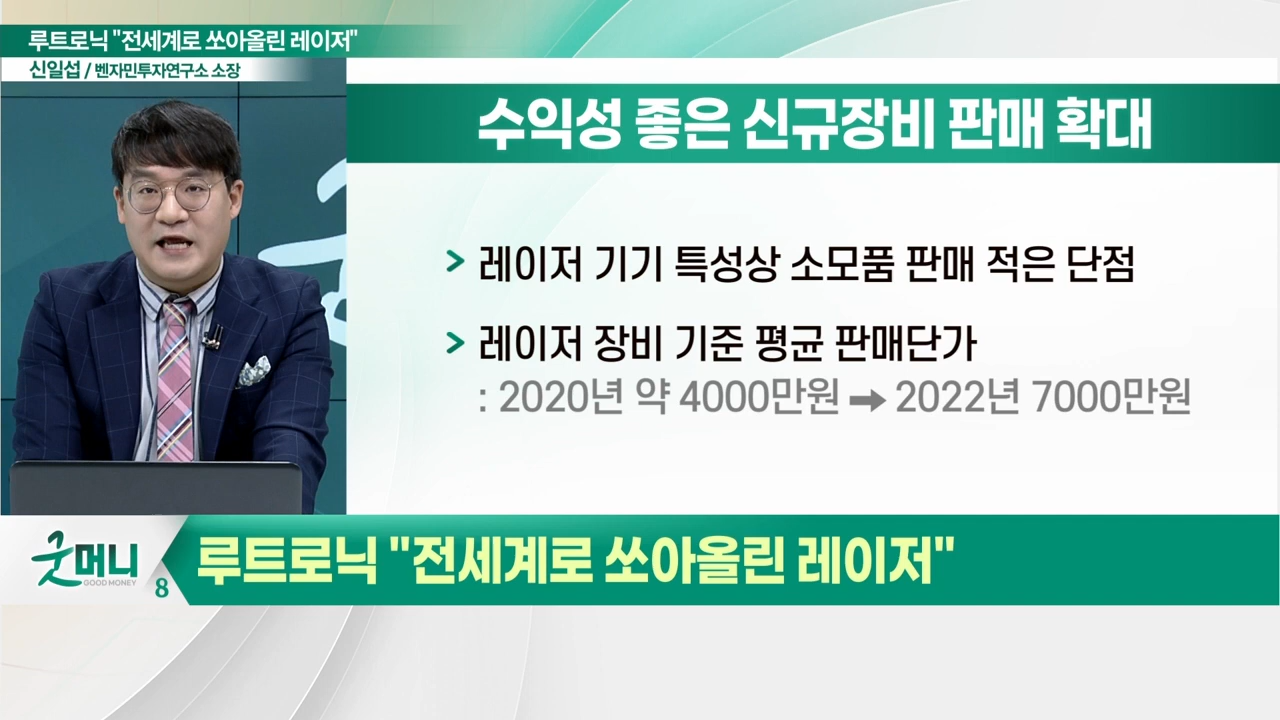 루트로닉 "전세계로 쏘아올린 레이저"
신일섭 / 벤자민투자연구소 소장
수익성 좋은 신규장비 판매 확대
> 레이저 기기 특성상 소모품 판매 적은 단점
> 레이저 장비 기준 평균 판매단가
: 2020년 약 4000만원 ➡ 2022년 7000만원
굿머니
GOOD MONEY
8
루트로닉 "전세계로 쏘아올린 레이저"